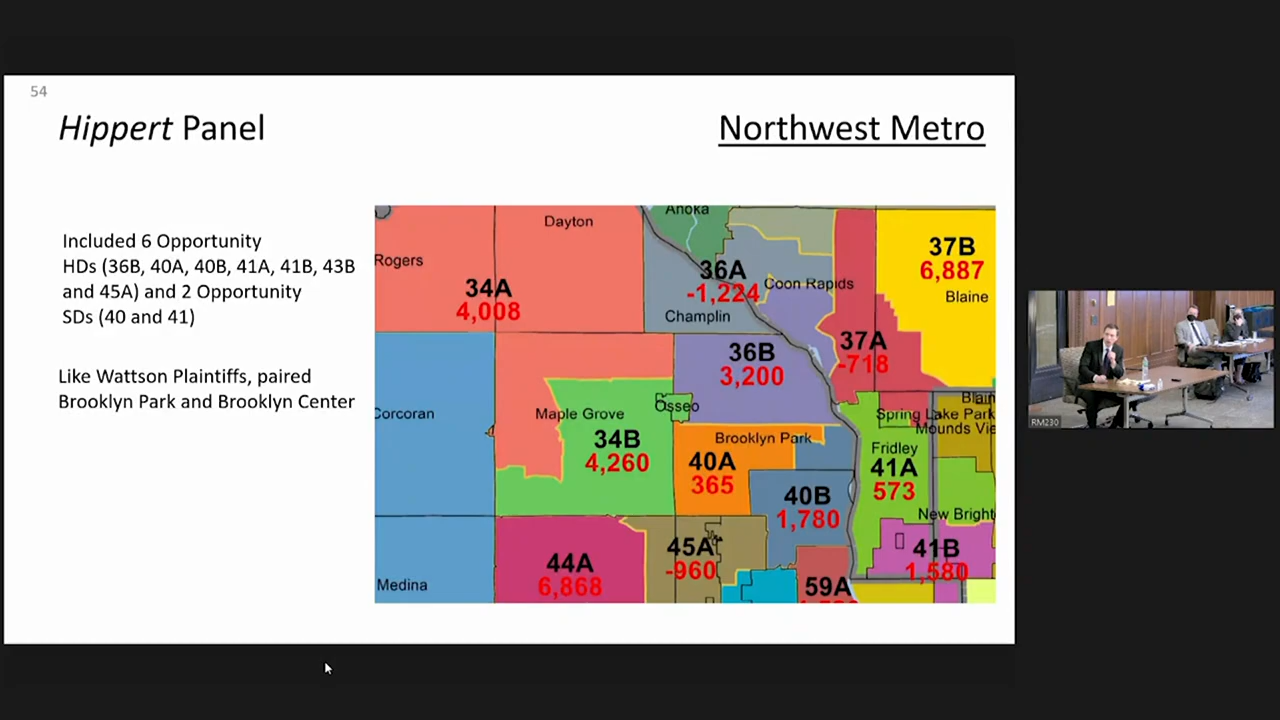 54
Hippert Panel
Northwest Metro
Included 6 Opportunity
HDs (36B, 40A, 40B, 41A, 41B, 43B
and 45A) and 2 Opportunity
SDs (40 and 41)
Like Wattson Plaintiffs, paired
Brooklyn Park and Brooklyn Center
Anoka
Dayton
Rogers
34A
4,008
36A
-1,224
Coon Rapids
Champlin
37B
6,887
Blaine
36B
3,200
37A
-718
Corcoran
Maple Grove
Osseo
34B
4,260
Brooklyn Park
40A
365
40B
1,780
Spring Lake Park
Fridley
41A
573
41B
1,580
44A
6,868
45A
-960
Medina
59A
RM230